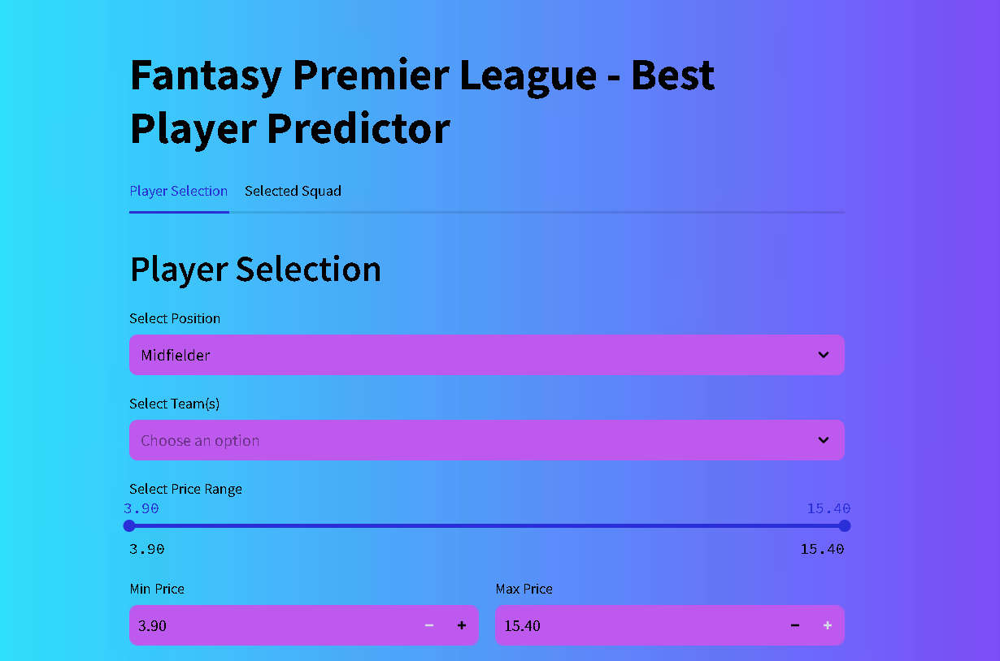 Fantasy Premier League - Best
Player Predictor
Player Selection Selected Squad
Player Selection
Select Position
Midfielder
Select Team(s)
Choose an option
Select Price Range
3.90 15.40
3.90 15.40
Min Price Max Price
3.90 − + 15.40 − +